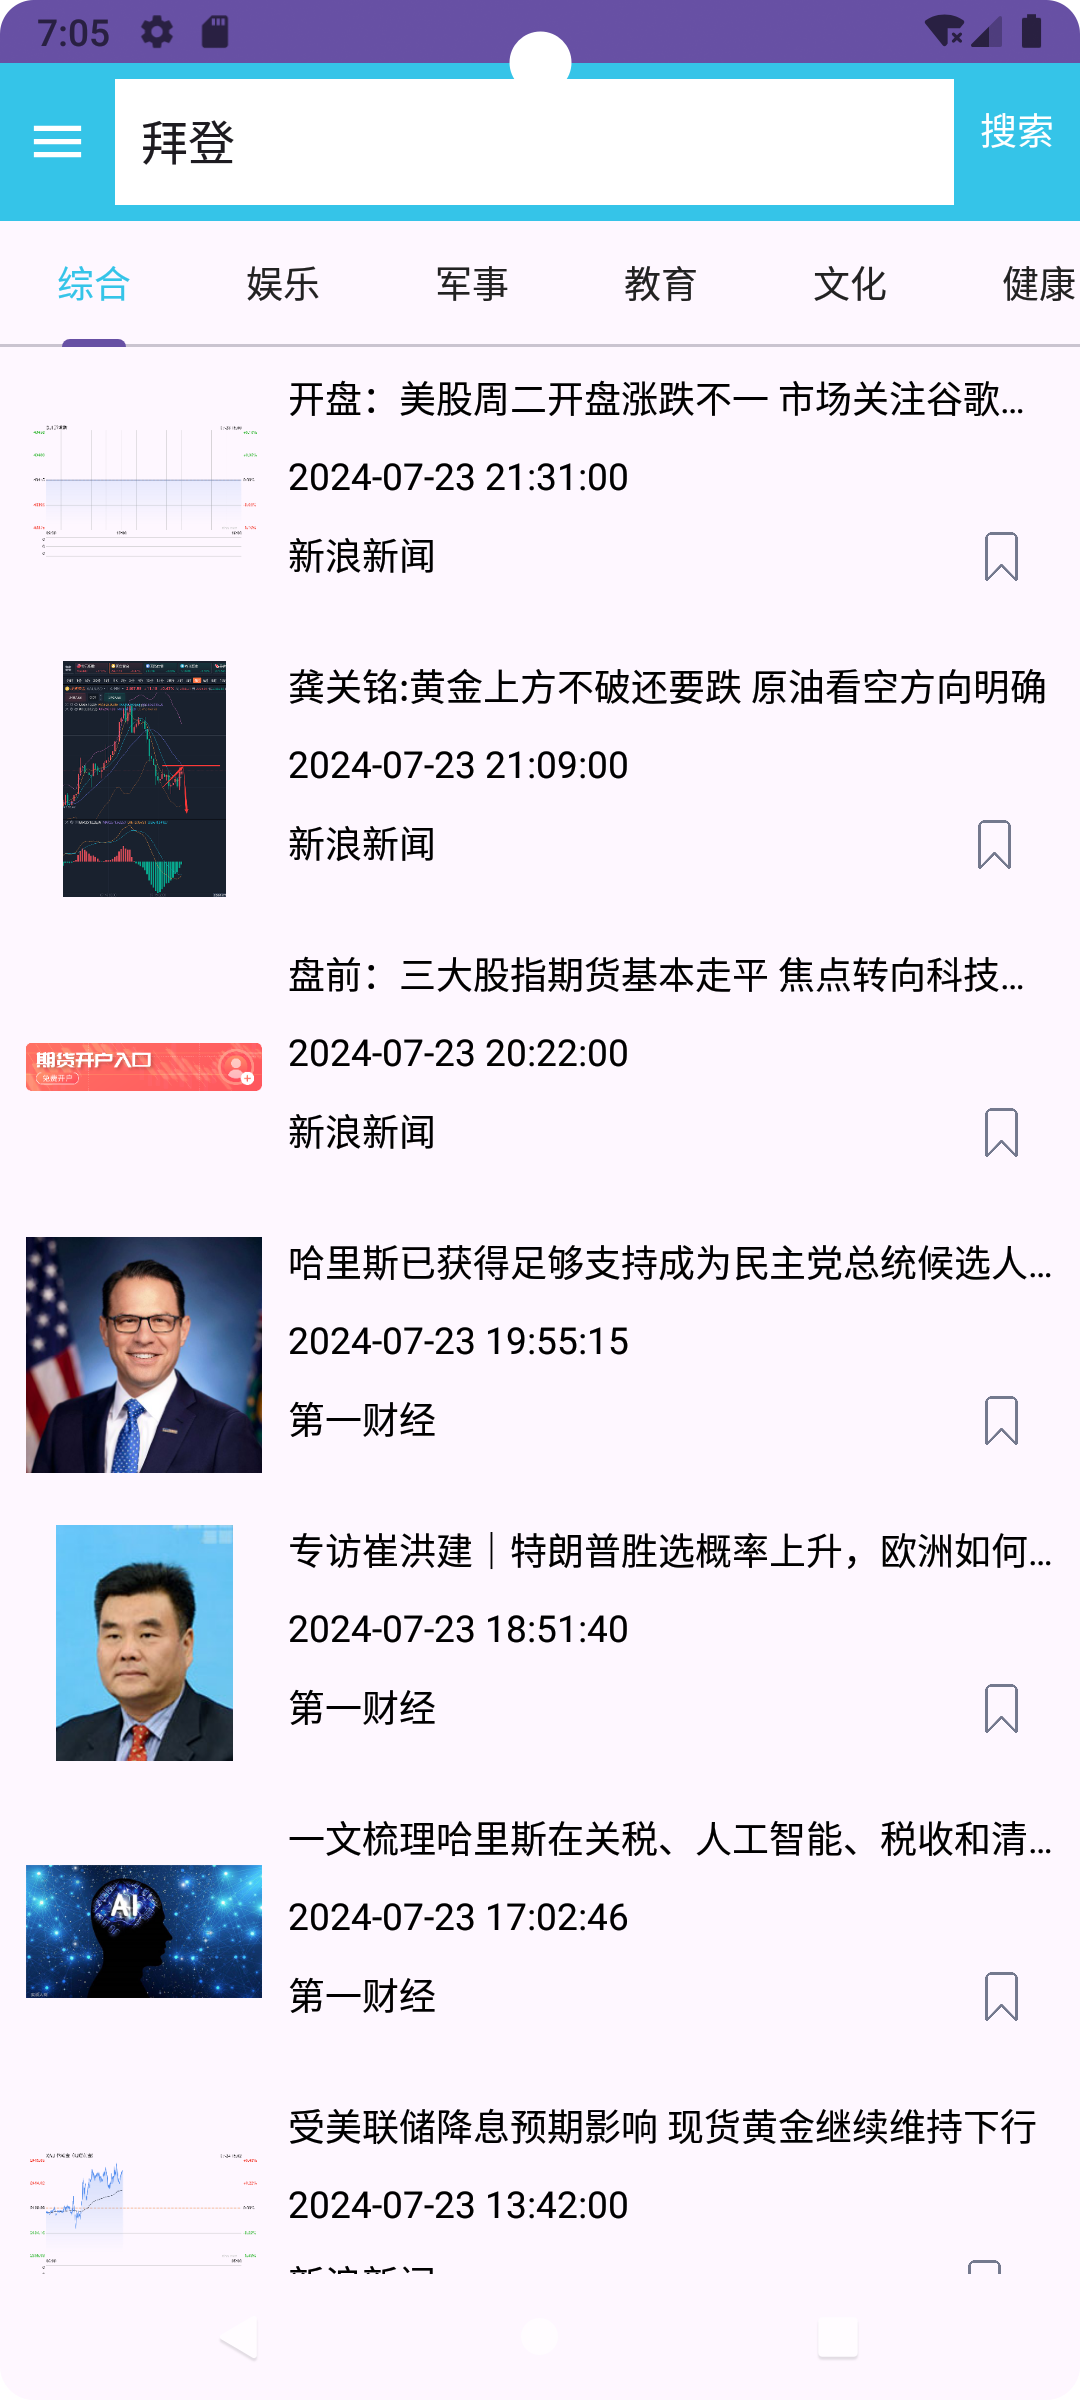 7:05
拜登
搜索
综合 娱乐 军事 教育 文化 健康
开盘：美股周二开盘涨跌不一 市场关注谷歌...
2024-07-23 21:31:00
新浪新闻
龚关铭:黄金上方不破还要跌 原油看空方向明确
2024-07-23 21:09:00
新浪新闻
盘前：三大股指期货基本走平 焦点转向科技...
2024-07-23 20:22:00
新浪新闻
期货开户入口
免费开户
哈里斯已获得足够支持成为民主党总统候选人...
2024-07-23 19:55:15
第一财经
专访崔洪建｜特朗普胜选概率上升，欧洲如何...
2024-07-23 18:51:40
第一财经
一文梳理哈里斯在关税、人工智能、税收和清...
2024-07-23 17:02:46
第一财经
AI
受美联储降息预期影响 现货黄金继续维持下行
2024-07-23 13:42:00
新浪新闻